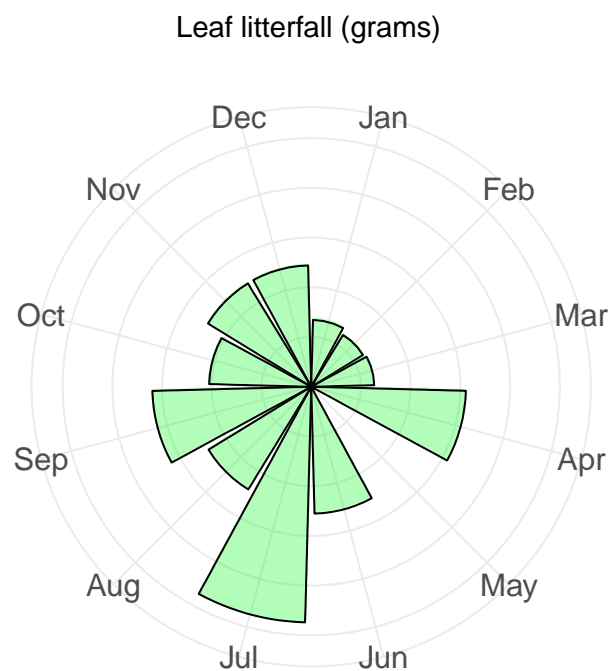 Leaf litterfall (grams)
Dec
Jan
Nov
Feb
Oct
Mar
Sep
Apr
Aug
May
Jul
Jun